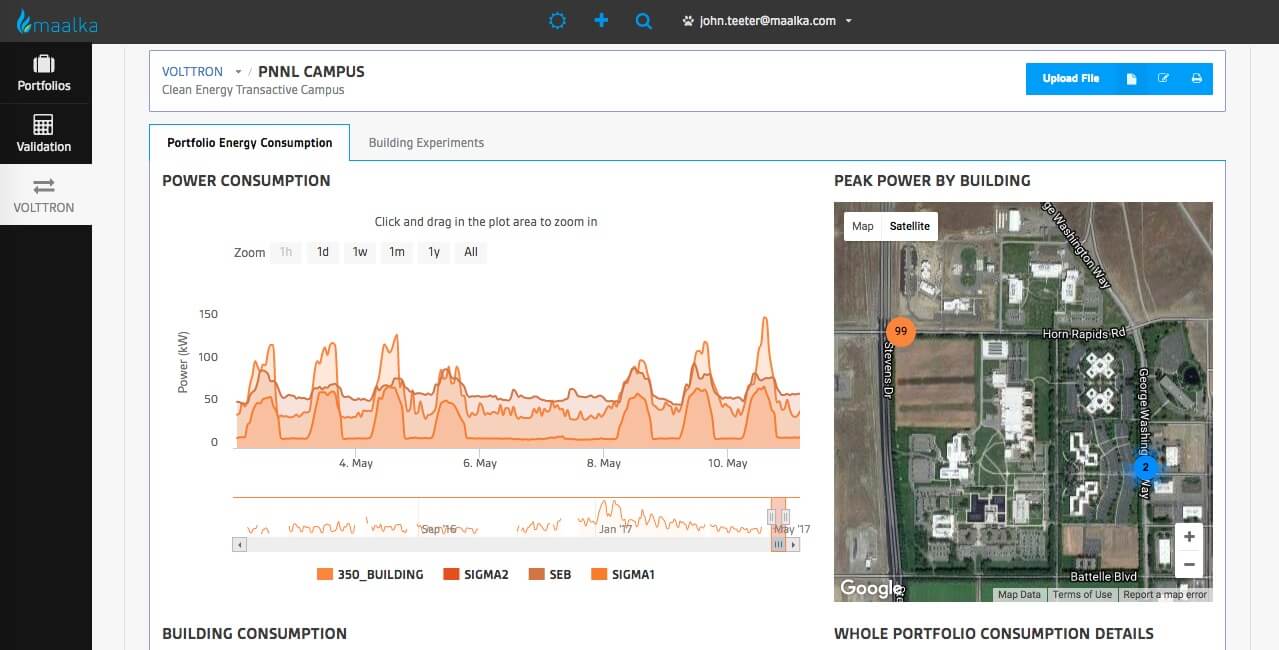 maalka
john.teeter@maalka.com
Portfolios
Validation
VOLTTRON
VOLTTRON / PNNL CAMPUS
Clean Energy Transactive Campus
Upload File
Portfolio Energy Consumption
Building Experiments
POWER CONSUMPTION
Click and drag in the plot area to zoom in
Zoom 1h 1d 1w 1m 1y All
Power (kW)
150
100
50
0
4. May 6. May 8. May 10. May
Sep '16 Jan '17 May '17
350_BUILDING SIGMA2 SEB SIGMA1
BUILDING CONSUMPTION
PEAK POWER BY BUILDING
Map Satellite
George Washington Way
99
Horn Rapids Rd
Stevens Dr
George Washington Way
2
Battelle Blvd
+
−
Google
Map Data Terms of Use Report a map error
WHOLE PORTFOLIO CONSUMPTION DETAILS